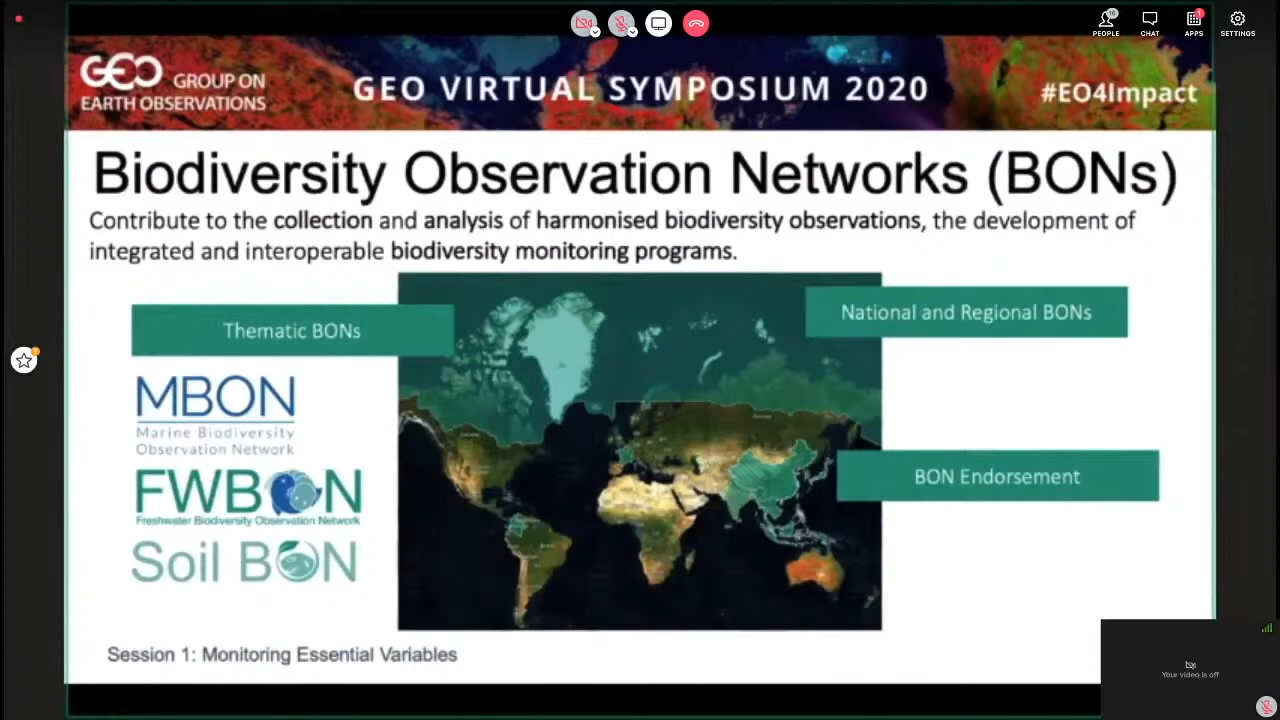 16
1
PEOPLE
CHAT
APPS
SETTINGS
GEO GROUP ON
EARTH OBSERVATIONS
GEO VIRTUAL SYMPOSIUM 2020
#EO4Impact
Biodiversity Observation Networks (BONs)
Contribute to the collection and analysis of harmonised biodiversity observations, the development of
integrated and interoperable biodiversity monitoring programs.
Thematic BONs
National and Regional BONs
MBON
Marine Biodiversity
Observation Network
BON Endorsement
FWBON
Freshwater Biodiversity Observation Network
Soil BON
Session 1: Monitoring Essential Variables
Your video is off